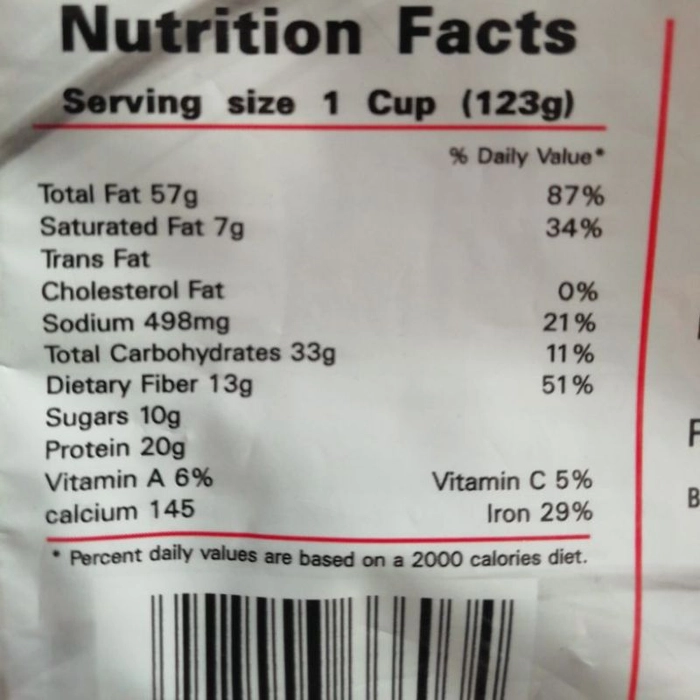 Nutrition Facts
Serving size 1 Cup (123g)
% Daily Value*
Total Fat 57g 87%
Saturated Fat 7g 34%
Trans Fat
Cholesterol Fat 0%
Sodium 498mg 21%
Total Carbohydrates 33g 11%
Dietary Fiber 13g 51%
Sugars 10g
Protein 20g
Vitamin A 6% Vitamin C 5%
calcium 145 Iron 29%
* Percent daily values are based on a 2000 calories diet.